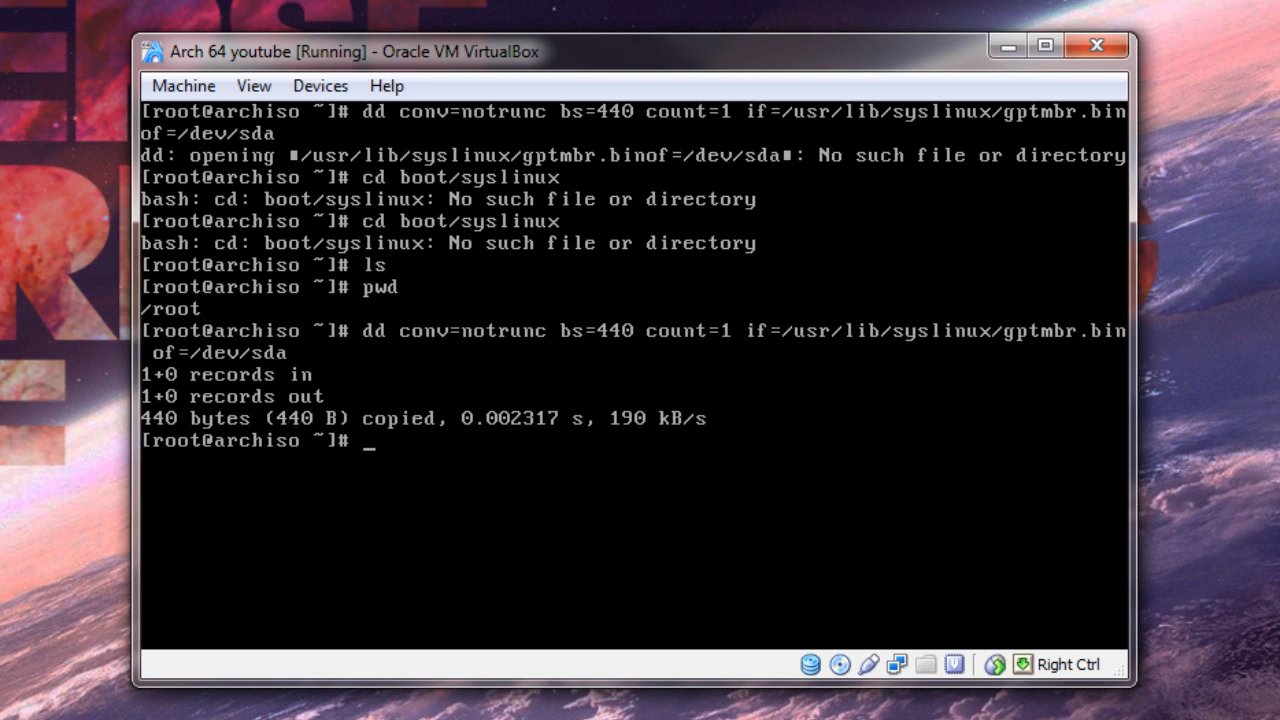 Arch 64 youtube [Running] - Oracle VM VirtualBox
Machine View Devices Help
[root@archiso ~]# dd conv=notrunc bs=440 count=1 if=/usr/lib/syslinux/gptmbr.bin
of=/dev/sda
dd: opening ∎/usr/lib/syslinux/gptmbr.binof=/dev/sda∎: No such file or directory
[root@archiso ~]# cd boot/syslinux
bash: cd: boot/syslinux: No such file or directory
[root@archiso ~]# cd boot/syslinux
bash: cd: boot/syslinux: No such file or directory
[root@archiso ~]# ls
[root@archiso ~]# pwd
/root
[root@archiso ~]# dd conv=notrunc bs=440 count=1 if=/usr/lib/syslinux/gptmbr.bin
 of=/dev/sda
1+0 records in
1+0 records out
440 bytes (440 B) copied, 0.002317 s, 190 kB/s
[root@archiso ~]# _
Right Ctrl